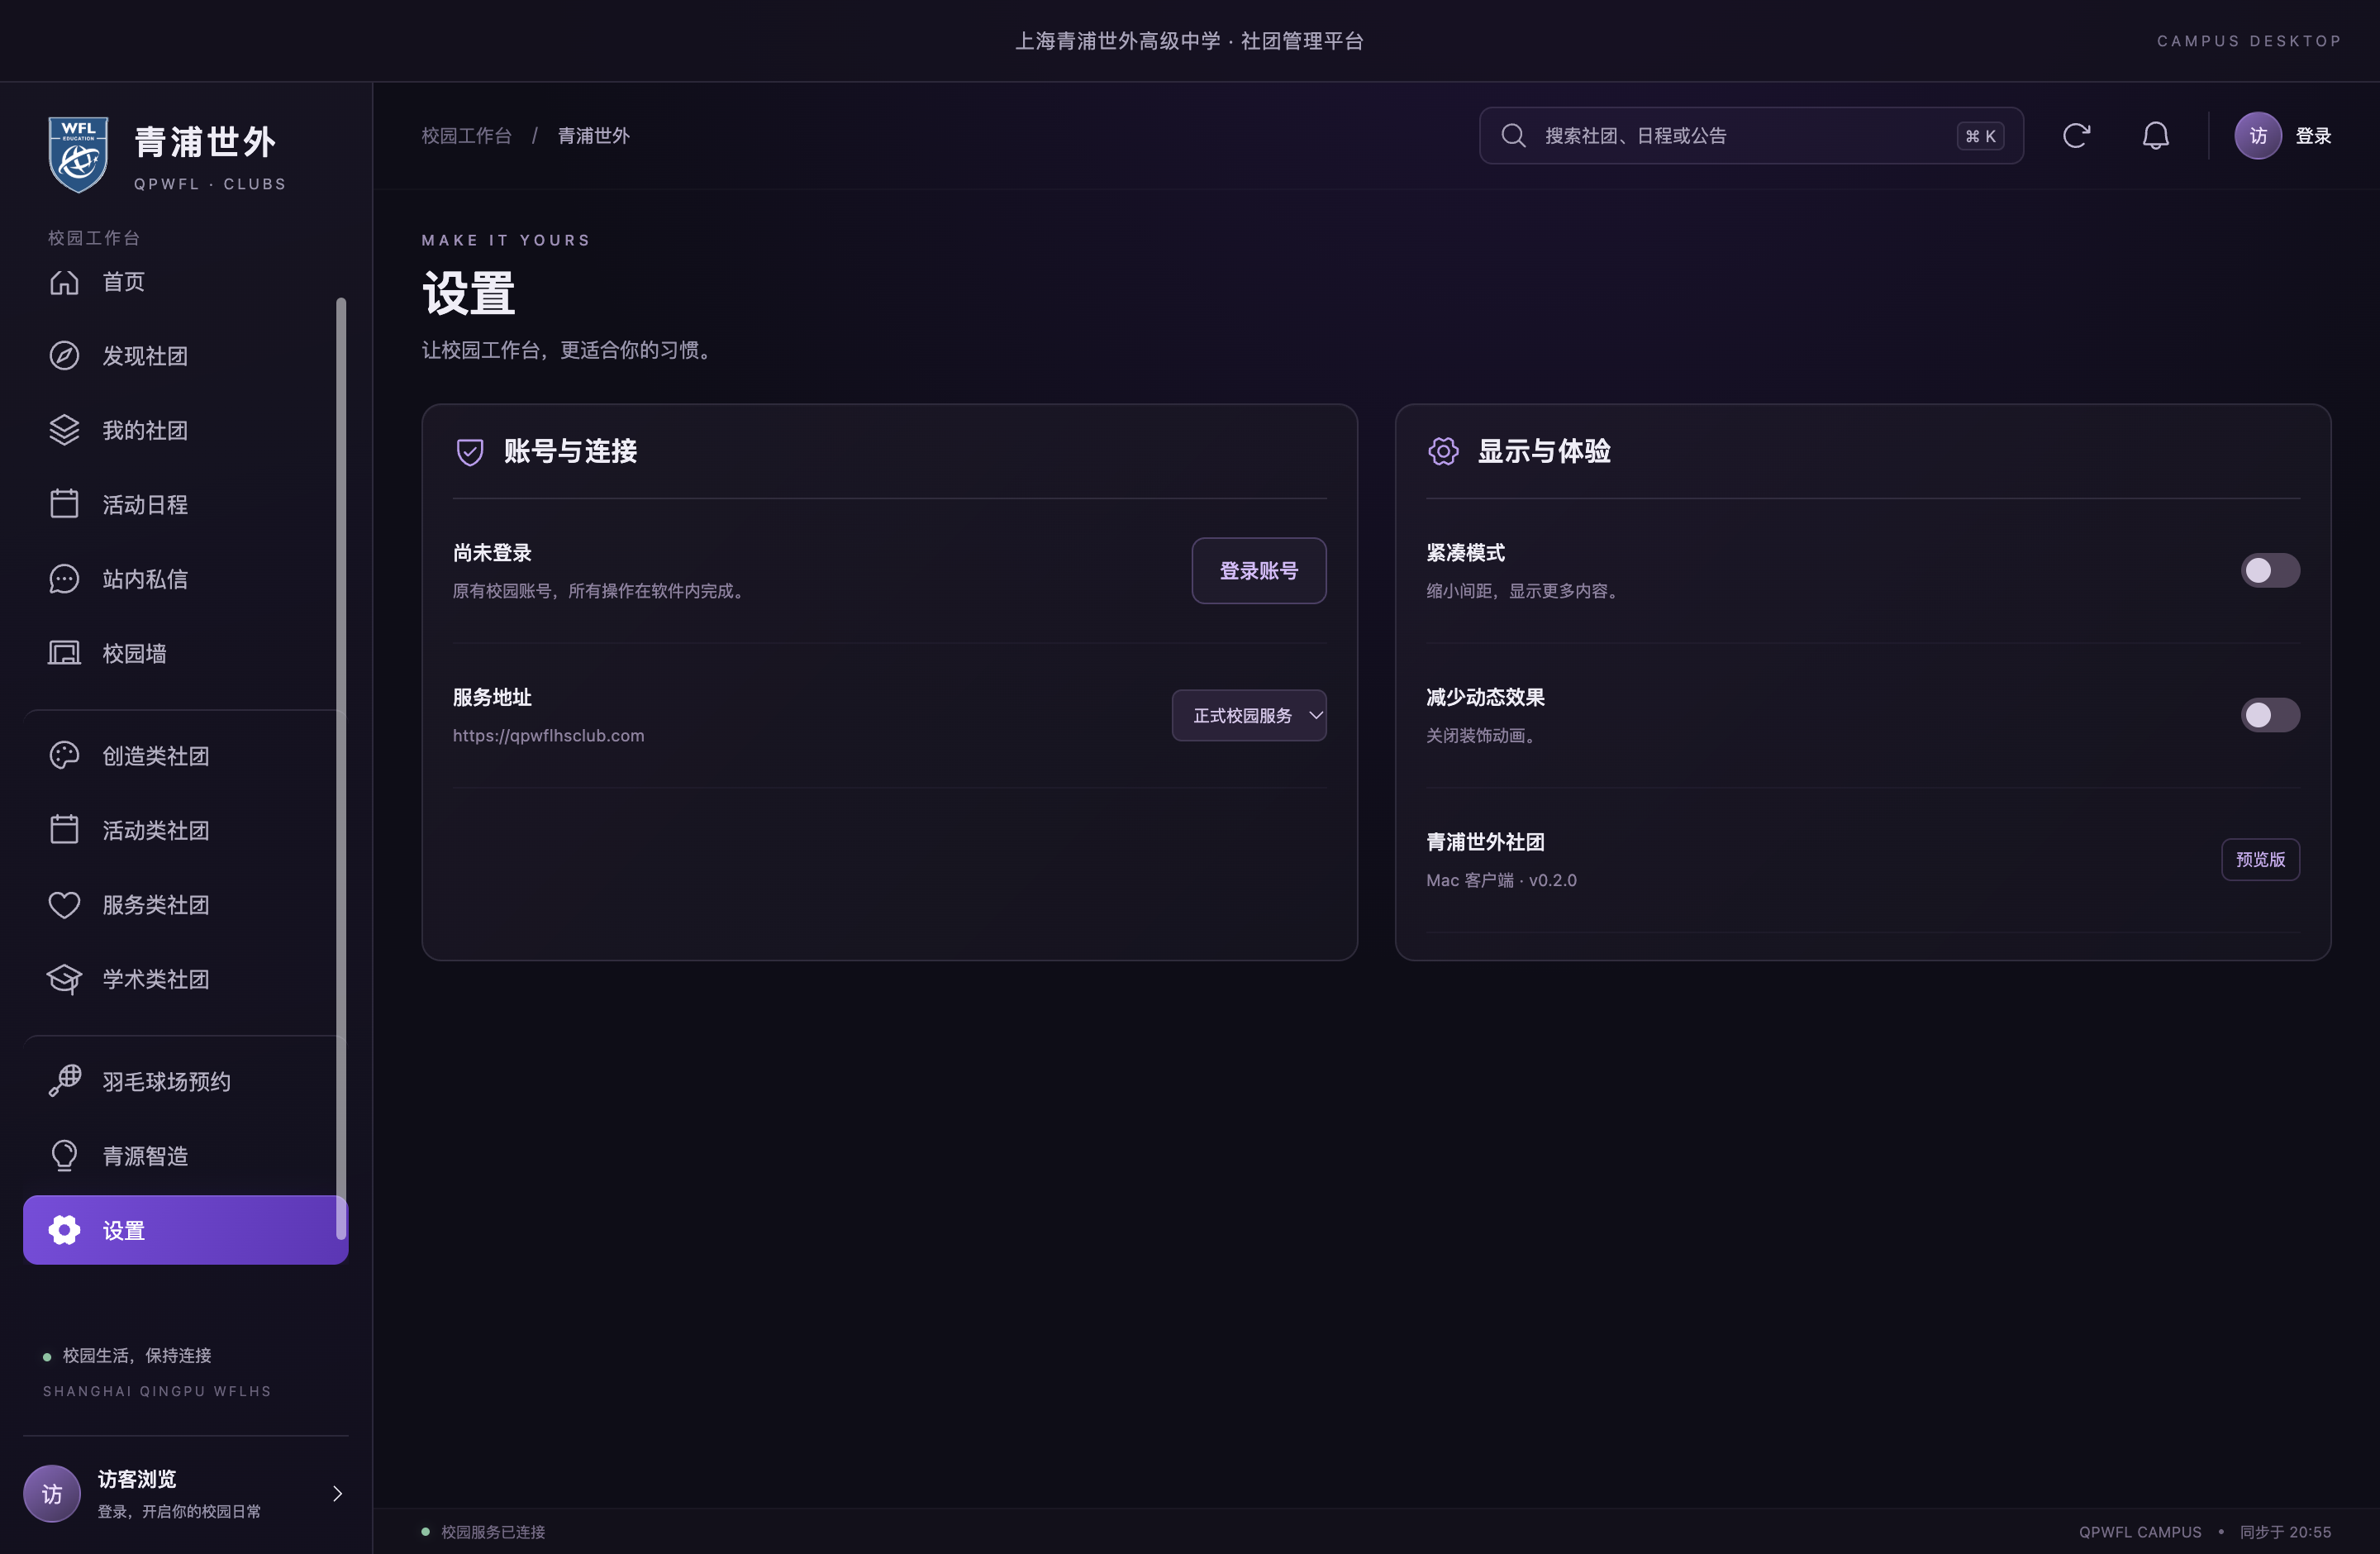 上海青浦世外高级中学 · 社团管理平台
CAMPUS DESKTOP
WFL
EDUCATION
青浦世外
QPWFL · CLUBS
校园工作台
首页
发现社团
我的社团
活动日程
站内私信
校园墙
创造类社团
活动类社团
服务类社团
学术类社团
羽毛球场预约
青源智造
设置
校园生活，保持连接
SHANGHAI QINGPU WFLHS
访
访客浏览
登录，开启你的校园日常
校园工作台 / 青浦世外
搜索社团、日程或公告
⌘ K
访
登录
MAKE IT YOURS
设置
让校园工作台，更适合你的习惯。
账号与连接
尚未登录
原有校园账号，所有操作在软件内完成。
登录账号
服务地址
https://qpwflhsclub.com
正式校园服务
显示与体验
紧凑模式
缩小间距，显示更多内容。
减少动态效果
关闭装饰动画。
青浦世外社团
Mac 客户端 · v0.2.0
预览版
校园服务已连接
QPWFL CAMPUS • 同步于 20:55